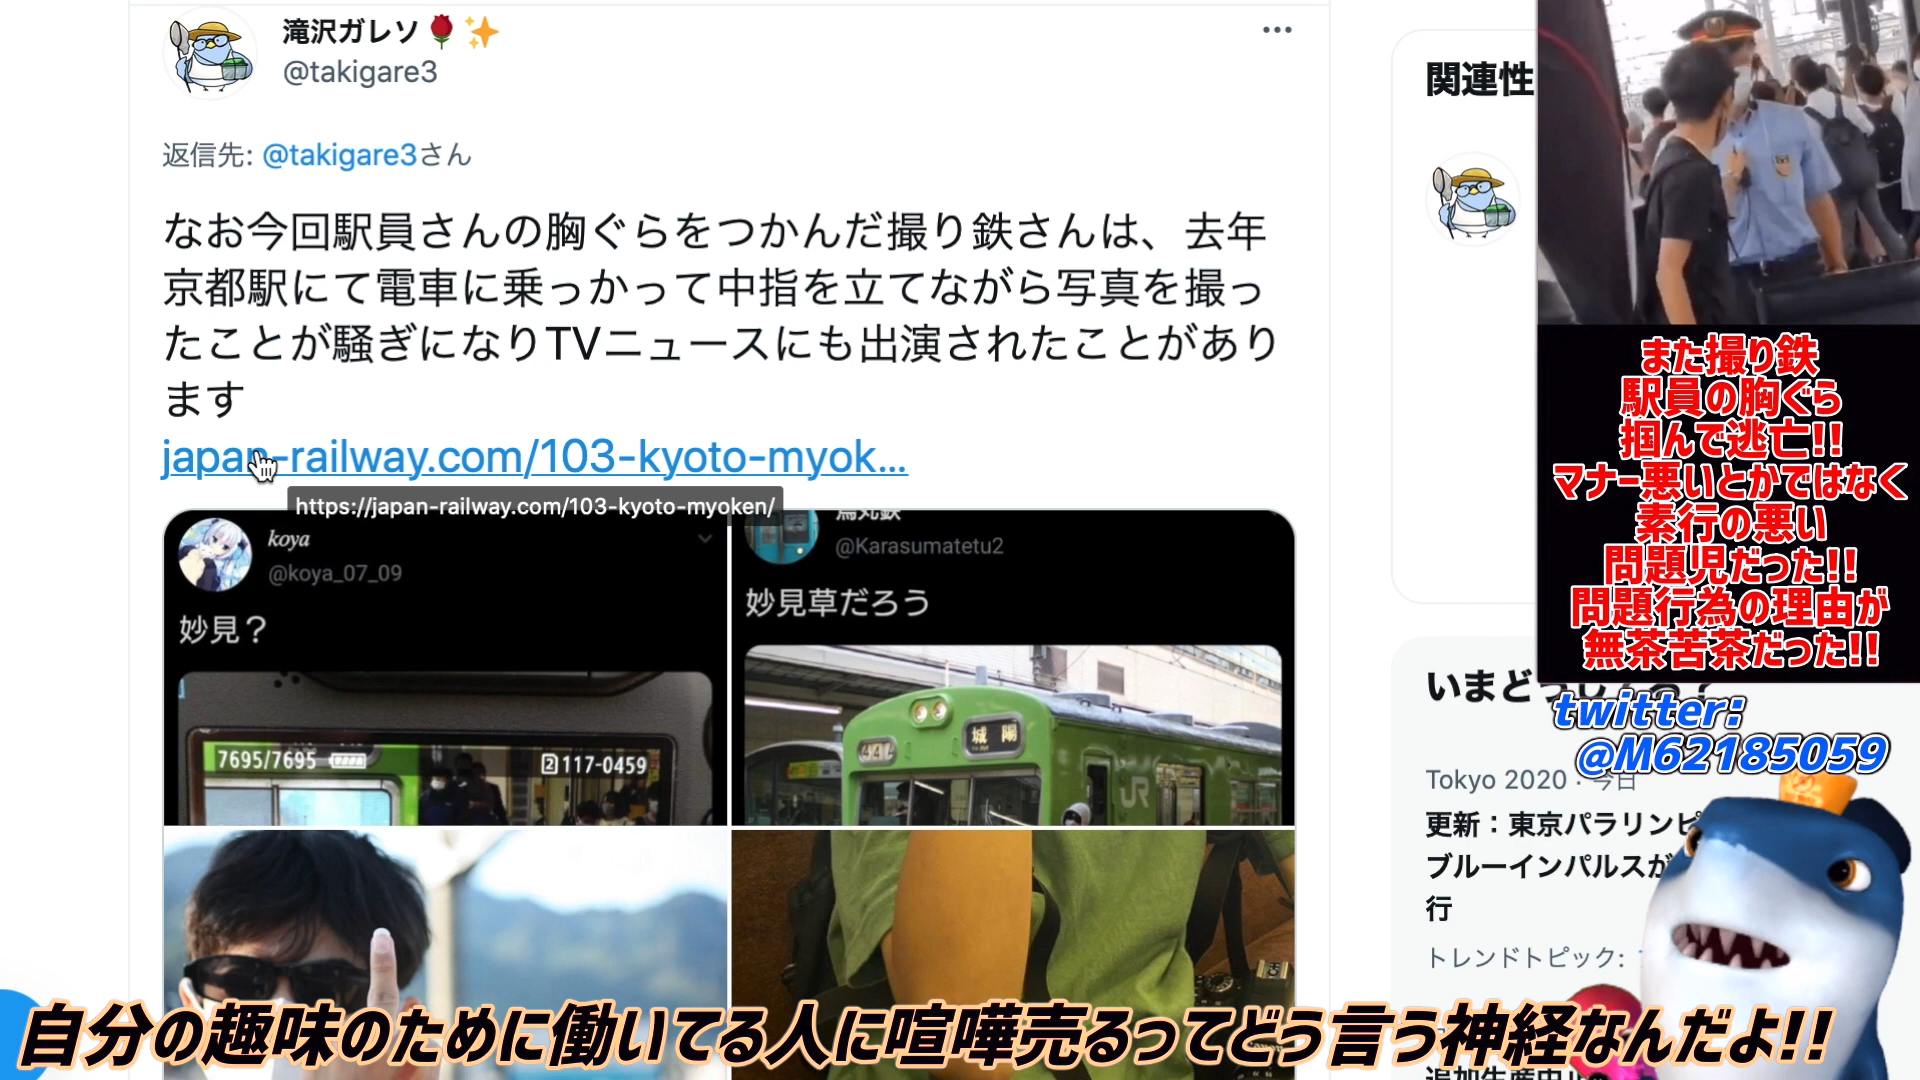 滝沢ガレソ🌹✨
@takigare3
返信先: @takigare3さん
なお今回駅員さんの胸ぐらをつかんだ撮り鉄さんは、去年
京都駅にて電車に乗っかって中指を立てながら写真を撮っ
たことが騒ぎになりTVニュースにも出演されたことがあり
ます
japan-railway.com/103-kyoto-myok...
https://japan-railway.com/103-kyoto-myoken/
koya
@koya_07_09
妙見？
7695/7695
2 117-0459
烏丸鉄
@Karasumatetu2
妙見草だろう
城陽
JR
関連性
また撮り鉄
駅員の胸ぐら
掴んで逃亡!!
マナー悪いとかではなく
素行の悪い
問題児だった!!
問題行為の理由が
無茶苦茶だった!!
twitter:
@M62185059
いまど
Tokyo 2020 · 今日
更新：東京パラリンピ
ブルーインパルスが
行
トレンドトピック:
自分の趣味のために働いてる人に喧嘩売るってどう言う神経なんだよ!!